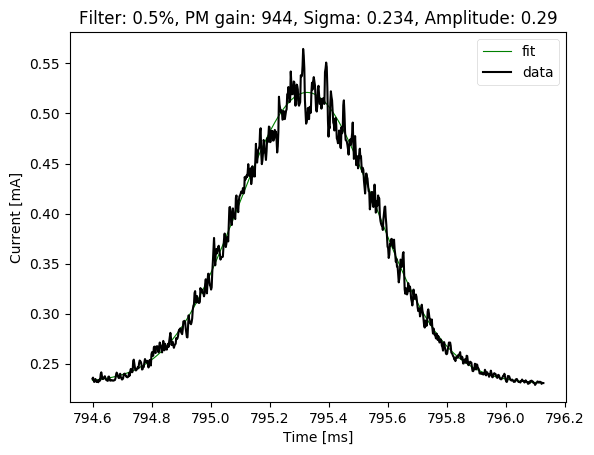 Filter: 0.5%, PM gain: 944, Sigma: 0.234, Amplitude: 0.29
fit
data
0.55
0.50
0.45
0.40
0.35
0.30
0.25
Current [mA]
794.6 794.8 795.0 795.2 795.4 795.6 795.8 796.0 796.2
Time [ms]